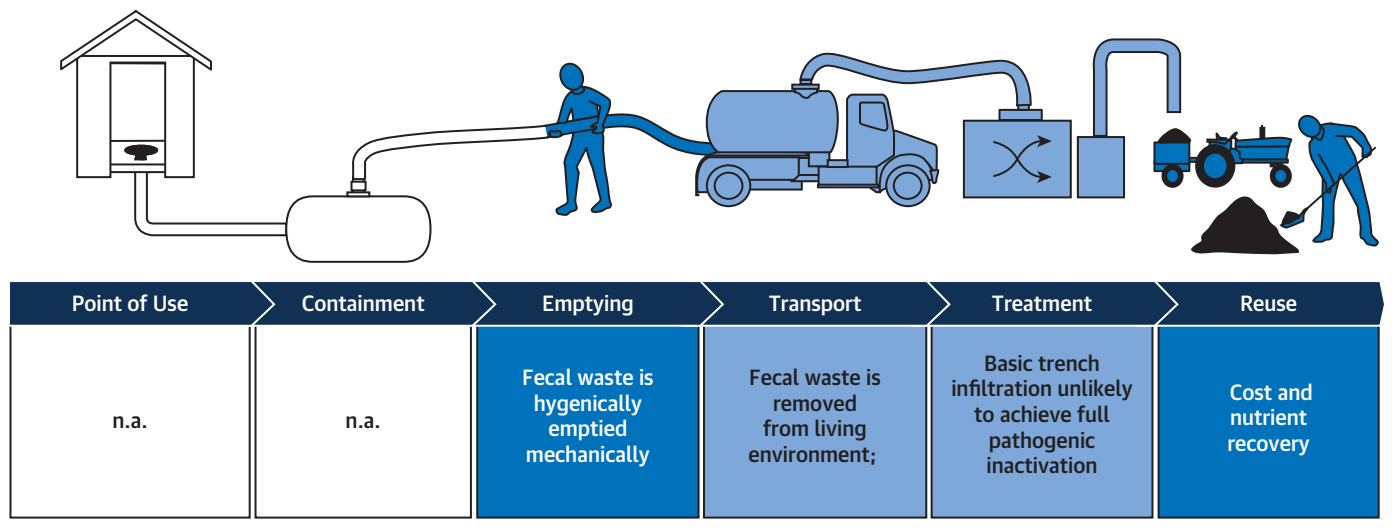 Point of Use
Containment
Emptying
Transport
Treatment
Reuse
n.a.
n.a.
Fecal waste is
hygenically
emptied
mechanically
Fecal waste is
removed
from living
environment;
Basic trench
infiltration unlikely
to achieve full
pathogenic
inactivation
Cost and
nutrient
recovery